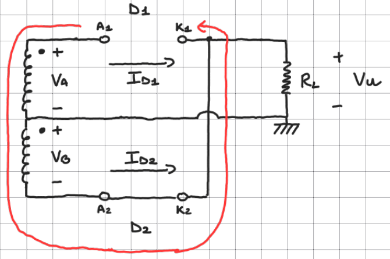 D1
A1 K1
+ +
VA ID1 RL Vu
− −
+
VB ID2
−
A2 K2
D2